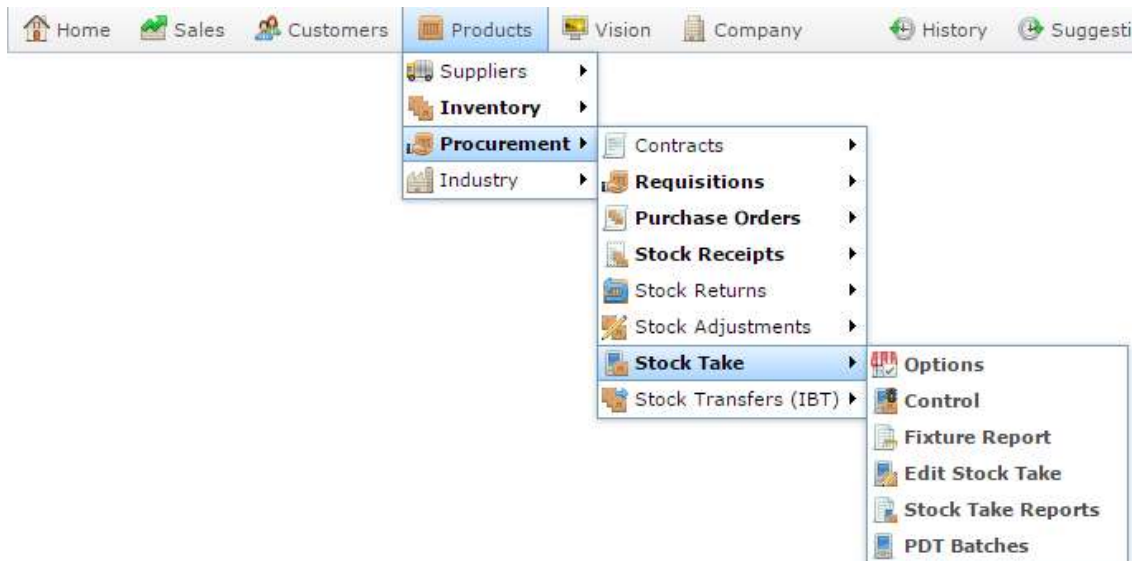 Home Sales Customers Products Vision Company History Suggesti
Suppliers
Inventory
Procurement
Industry
Contracts
Requisitions
Purchase Orders
Stock Receipts
Stock Returns
Stock Adjustments
Stock Take
Stock Transfers (IBT)
Options
Control
Fixture Report
Edit Stock Take
Stock Take Reports
PDT Batches